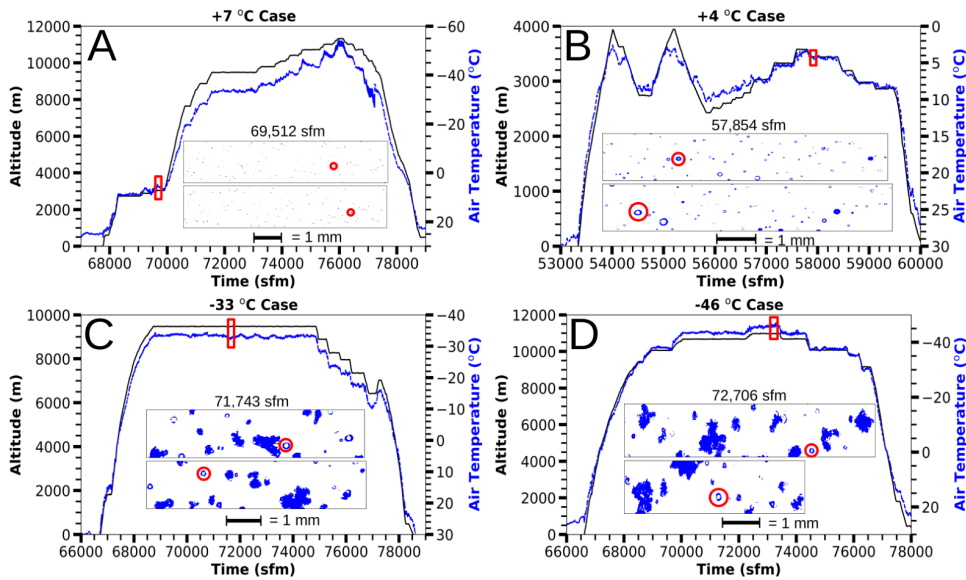 +7 °C Case
A
12000
10000
8000
6000
4000
2000
0
Altitude (m)
−60
−40
−20
0
20
Air Temperature (°C)
69,512 sfm
= 1 mm
68000 70000 72000 74000 76000 78000
Time (sfm)
+4 °C Case
B
4000
3000
2000
1000
0
Altitude (m)
0
5
10
15
20
25
30
Air Temperature (°C)
57,854 sfm
= 1 mm
53000 54000 55000 56000 57000 58000 59000 60000
Time (sfm)
-33 °C Case
C
10000
8000
6000
4000
2000
0
Altitude (m)
−40
−30
−20
−10
0
10
20
30
Air Temperature (°C)
71,743 sfm
= 1 mm
66000 68000 70000 72000 74000 76000 78000
Time (sfm)
-46 °C Case
D
12000
10000
8000
6000
4000
2000
0
Altitude (m)
−40
−20
0
20
Air Temperature (°C)
72,706 sfm
= 1 mm
66000 68000 70000 72000 74000 76000 78000
Time (sfm)